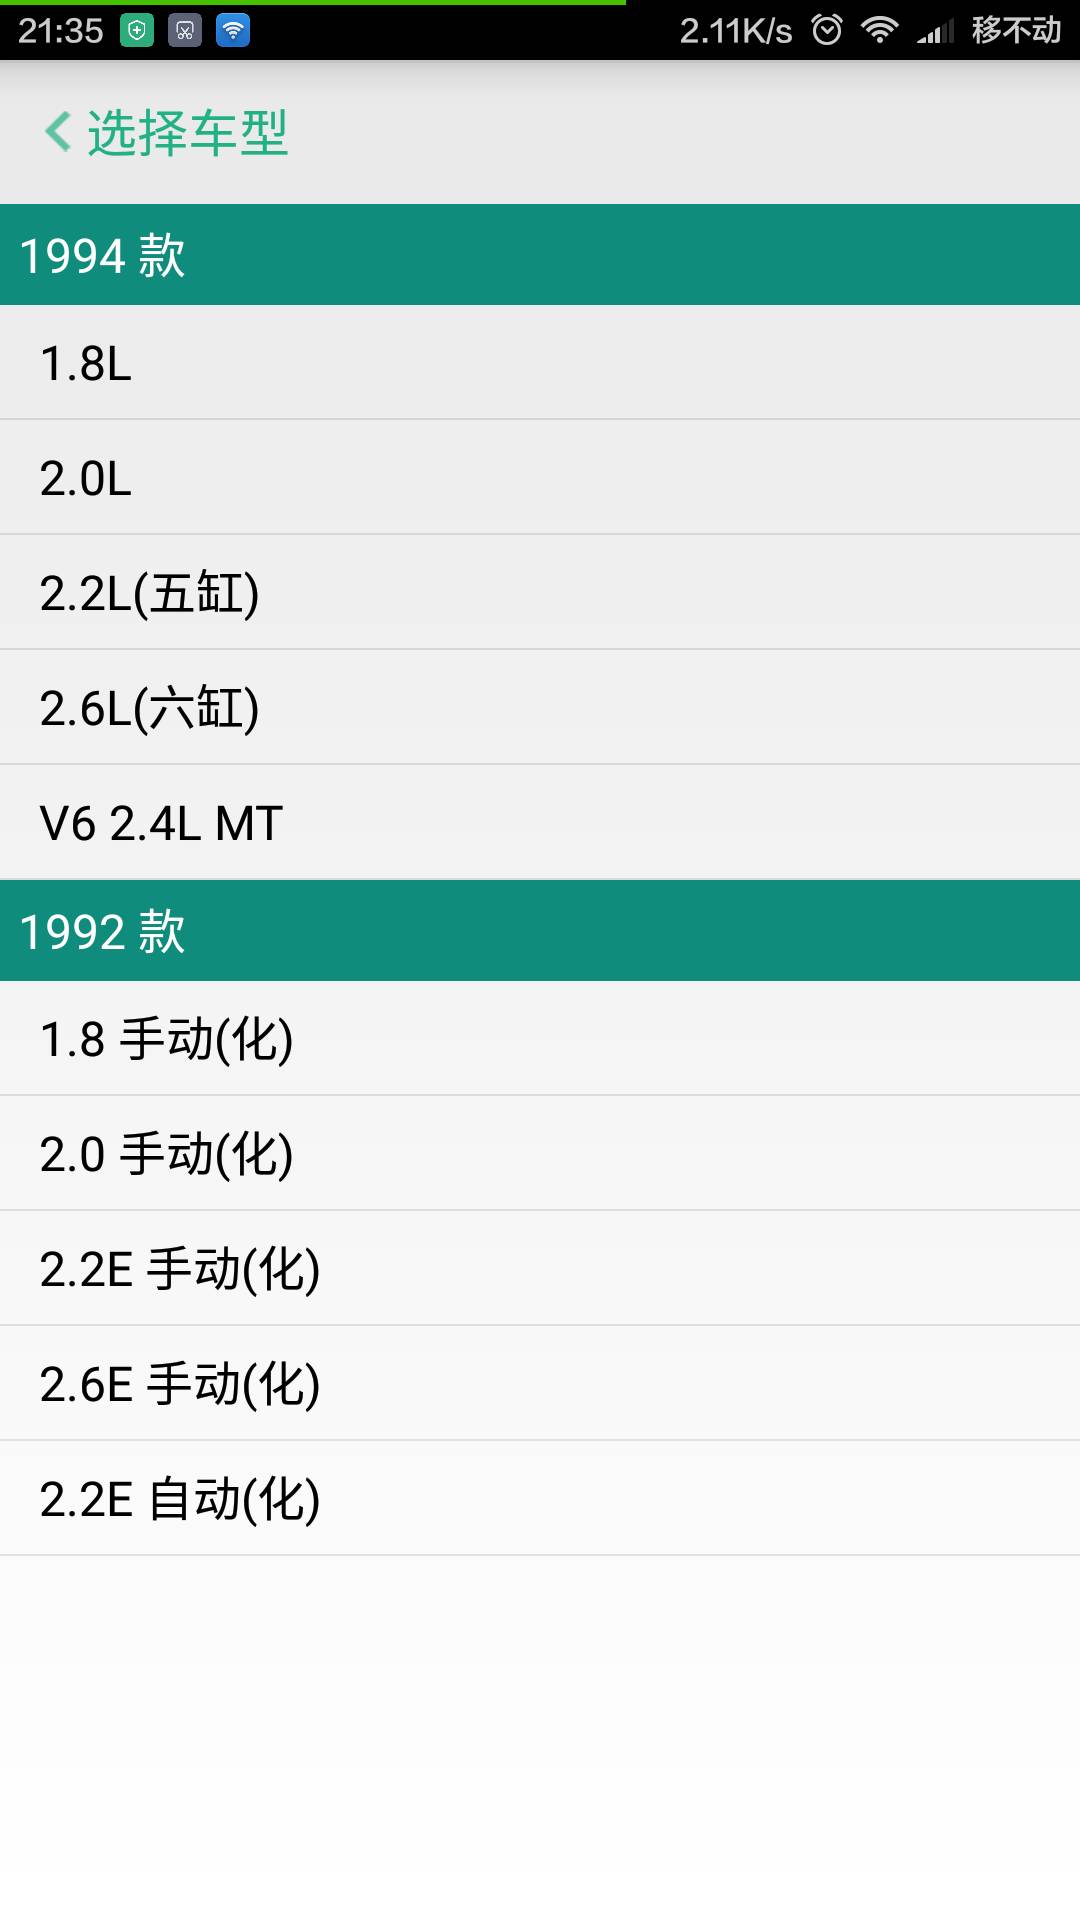 21:35 2.11K/s 移不动
选择车型
1994 款
1.8L
2.0L
2.2L(五缸)
2.6L(六缸)
V6 2.4L MT
1992 款
1.8 手动(化)
2.0 手动(化)
2.2E 手动(化)
2.6E 手动(化)
2.2E 自动(化)